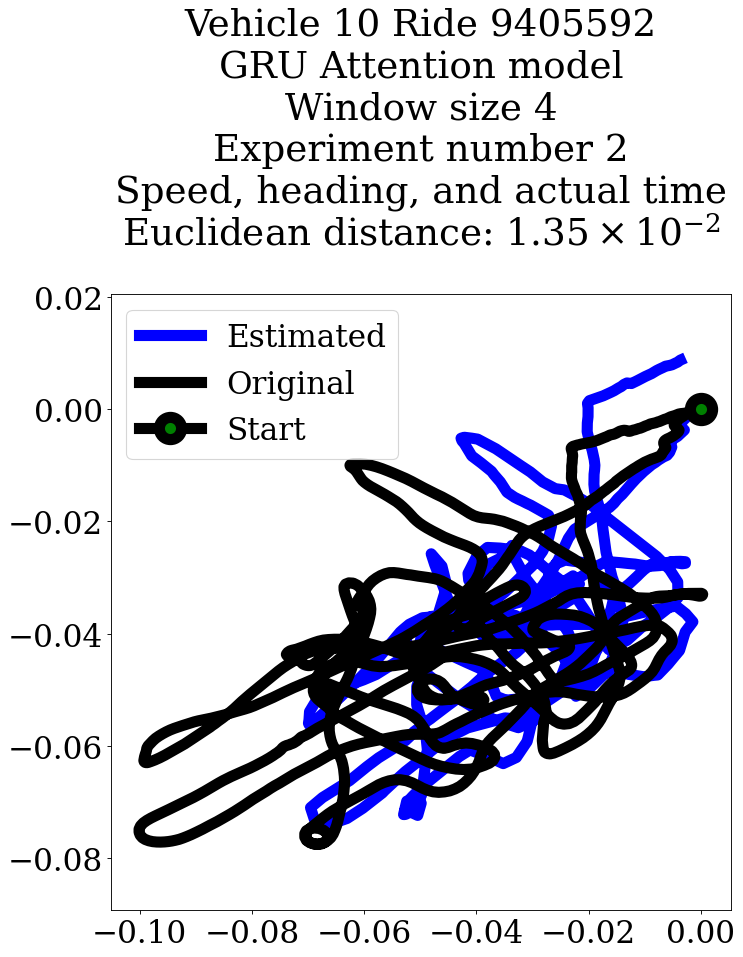 Vehicle 10 Ride 9405592
GRU Attention model
Window size 4
Experiment number 2
Speed, heading, and actual time
Euclidean distance: 1.35 × 10⁻²
Estimated
Original
Start
0.02
0.00
−0.02
−0.04
−0.06
−0.08
−0.10 −0.08 −0.06 −0.04 −0.02 0.00